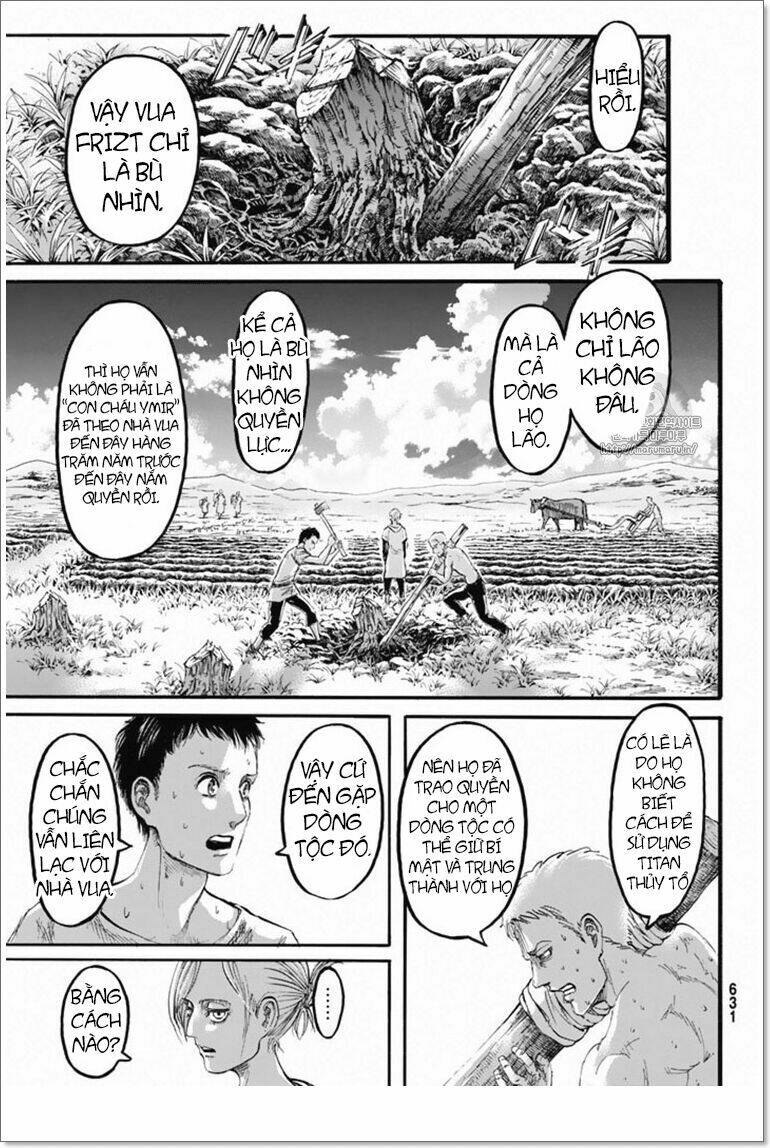 HIỂU
RỒI.
VẬY VUA
FRIZT CHỈ
LÀ BÙ
NHÌN.
KHÔNG
CHỈ LÃO
KHÔNG
ĐÂU.
MÀ LÀ
CẢ
DÒNG
HỌ
LÃO.
KỂ CẢ
HỌ LÀ BÙ
NHÌN
KHÔNG
QUYỀN
LỰC...
THÌ HỌ VẪN
KHÔNG PHẢI LÀ
“CON CHÁU YMIR”
ĐÃ THEO NHÀ VUA
ĐẾN ĐÂY HÀNG
TRĂM NĂM TRƯỚC
ĐẾN ĐÂY NẮM
QUYỀN RỒI.
http://marumaru.in/
CÓ LẼ LÀ
DO HỌ
KHÔNG
BIẾT
CÁCH ĐỂ
SỬ DỤNG
TITAN
THỦY TỔ
NÊN HỌ ĐÃ
TRAO QUYỀN
CHO MỘT
DÒNG TỘC CÓ
THỂ GIỮ BÍ
MẬT VÀ TRUNG
THÀNH VỚI HỌ
VẬY CỨ
ĐẾN GẶP
DÒNG
TỘC ĐÓ.
CHẮC
CHẮN
CHÚNG
VẪN LIÊN
LẠC VỚI
NHÀ VUA.
......
BẰNG
CÁCH
NÀO?
631